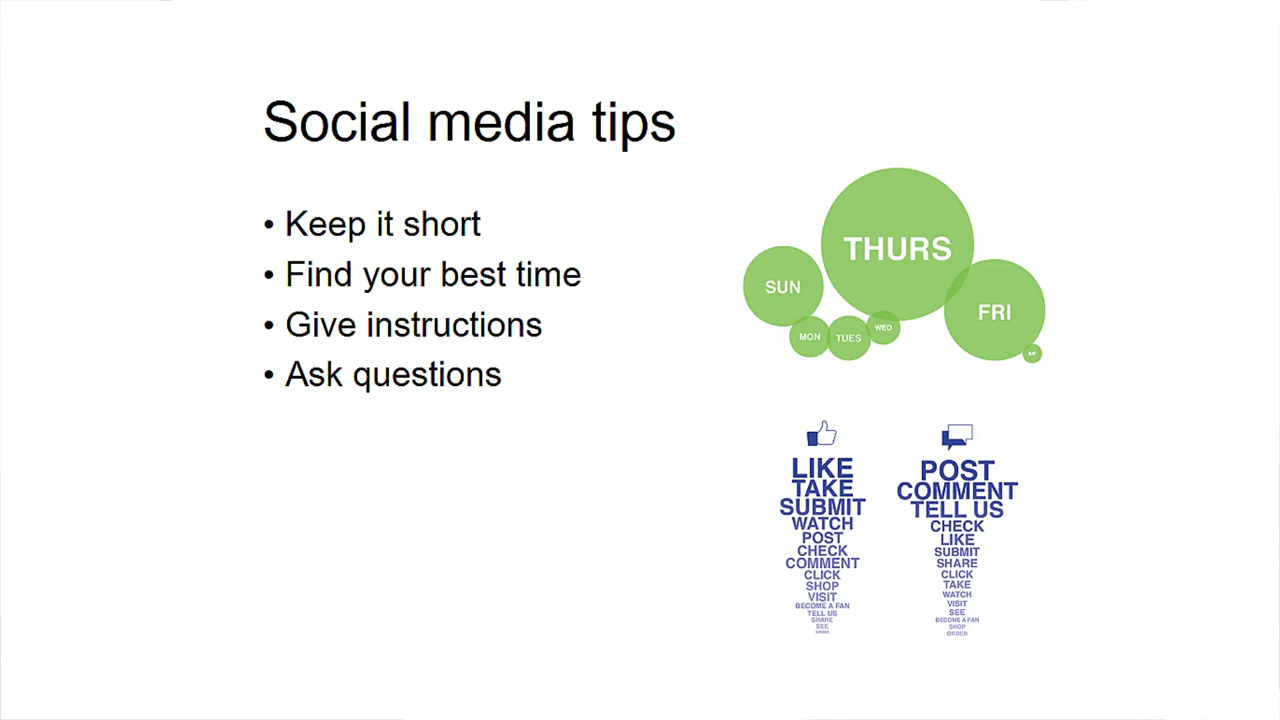 Social media tips
• Keep it short
• Find your best time
• Give instructions
• Ask questions
THURS
SUN
FRI
MON
TUES
WED
LIKE
TAKE
SUBMIT
WATCH
POST
CHECK
COMMENT
CLICK
SHOP
VISIT
BECOME A FAN
TELL US
SHARE
SEE
ORDER
POST
COMMENT
TELL US
CHECK
LIKE
SUBMIT
SHARE
CLICK
TAKE
WATCH
VISIT
SEE
BECOME A FAN
SHOP
ORDER